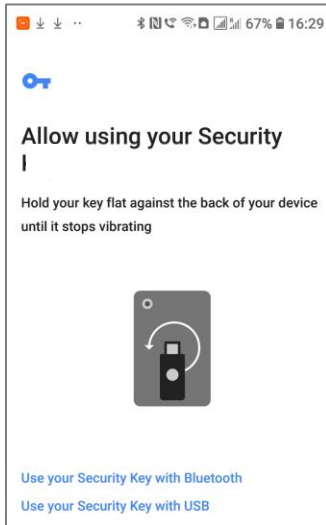 67% 16:29
Allow using your Security
Hold your key flat against the back of your device
until it stops vibrating
Use your Security Key with Bluetooth
Use your Security Key with USB